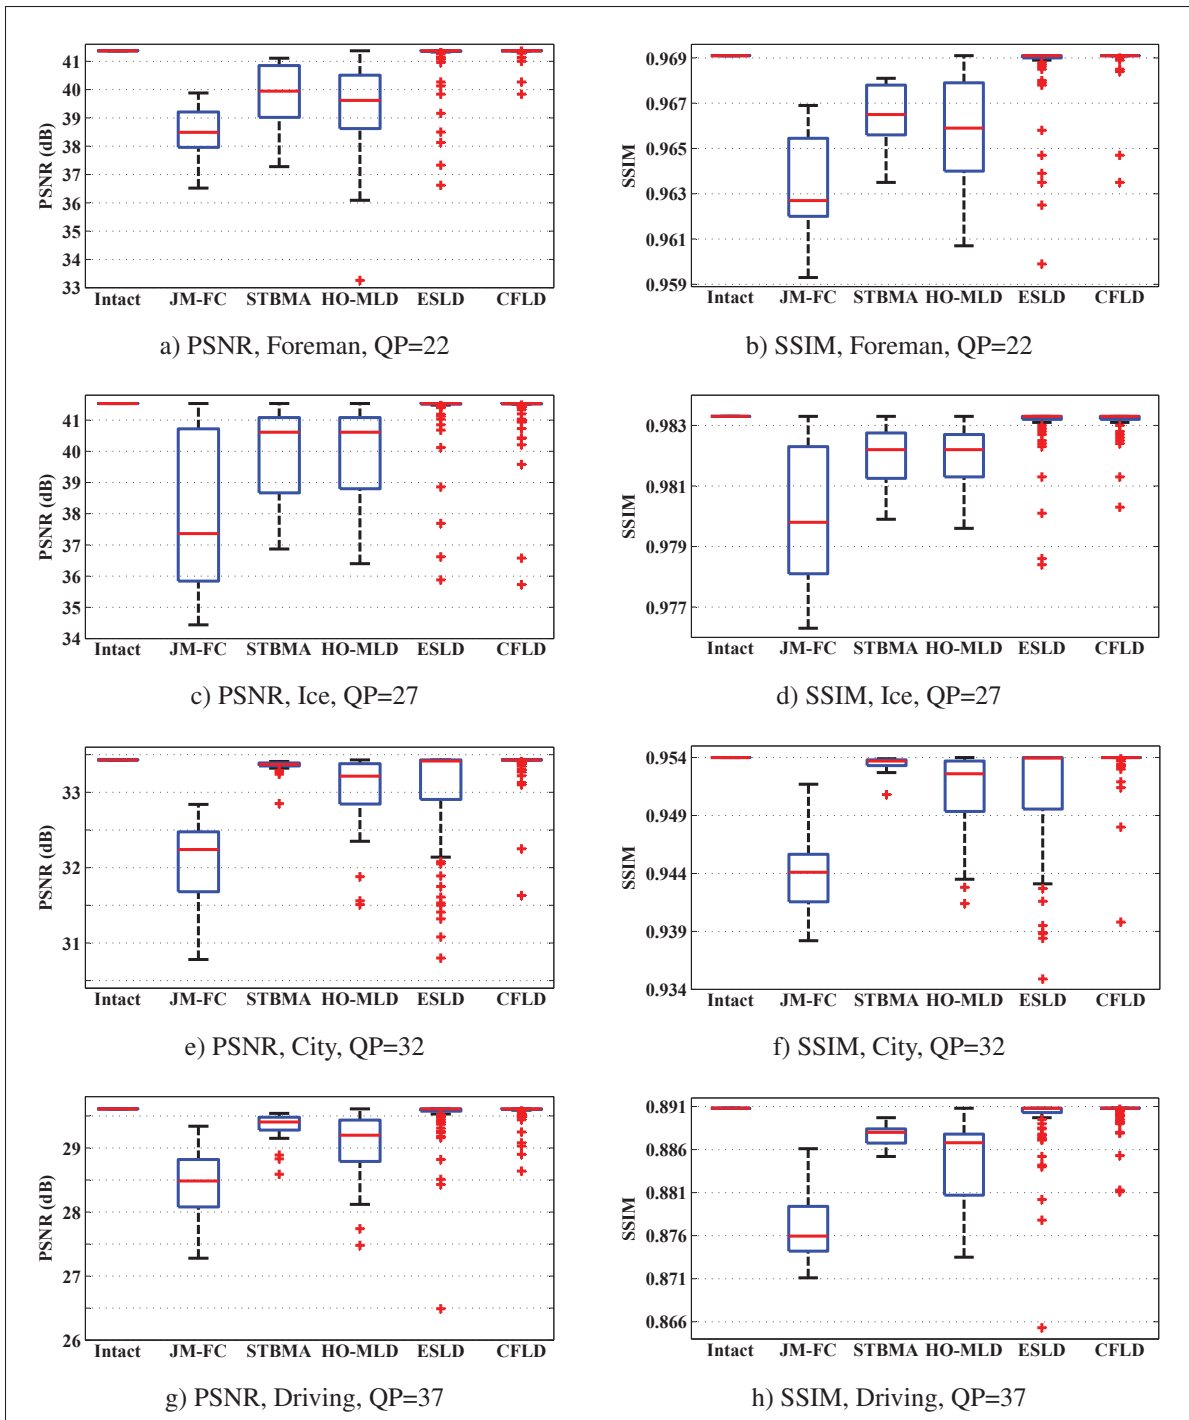 41
40
39
38
37
36
35
34
33
PSNR (dB)
Intact JM-FC STBMA HO-MLD ESLD CFLD
a) PSNR, Foreman, QP=22
0.969
0.967
0.965
0.963
0.961
0.959
SSIM
Intact JM-FC STBMA HO-MLD ESLD CFLD
b) SSIM, Foreman, QP=22
41
40
39
38
37
36
35
34
PSNR (dB)
Intact JM-FC STBMA HO-MLD ESLD CFLD
c) PSNR, Ice, QP=27
0.983
0.981
0.979
0.977
SSIM
Intact JM-FC STBMA HO-MLD ESLD CFLD
d) SSIM, Ice, QP=27
33
32
31
PSNR (dB)
Intact JM-FC STBMA HO-MLD ESLD CFLD
e) PSNR, City, QP=32
0.954
0.949
0.944
0.939
0.934
SSIM
Intact JM-FC STBMA HO-MLD ESLD CFLD
f) SSIM, City, QP=32
29
28
27
26
PSNR (dB)
Intact JM-FC STBMA HO-MLD ESLD CFLD
g) PSNR, Driving, QP=37
0.891
0.886
0.881
0.876
0.871
0.866
SSIM
Intact JM-FC STBMA HO-MLD ESLD CFLD
h) SSIM, Driving, QP=37